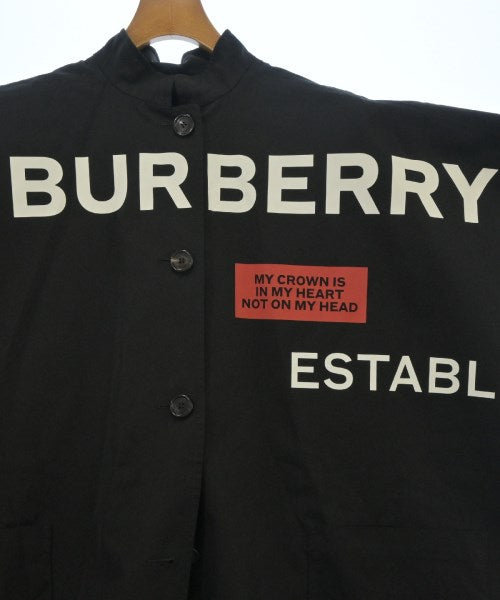 BURBERRY
MY CROWN IS
IN MY HEART
NOT ON MY HEAD
ESTABL